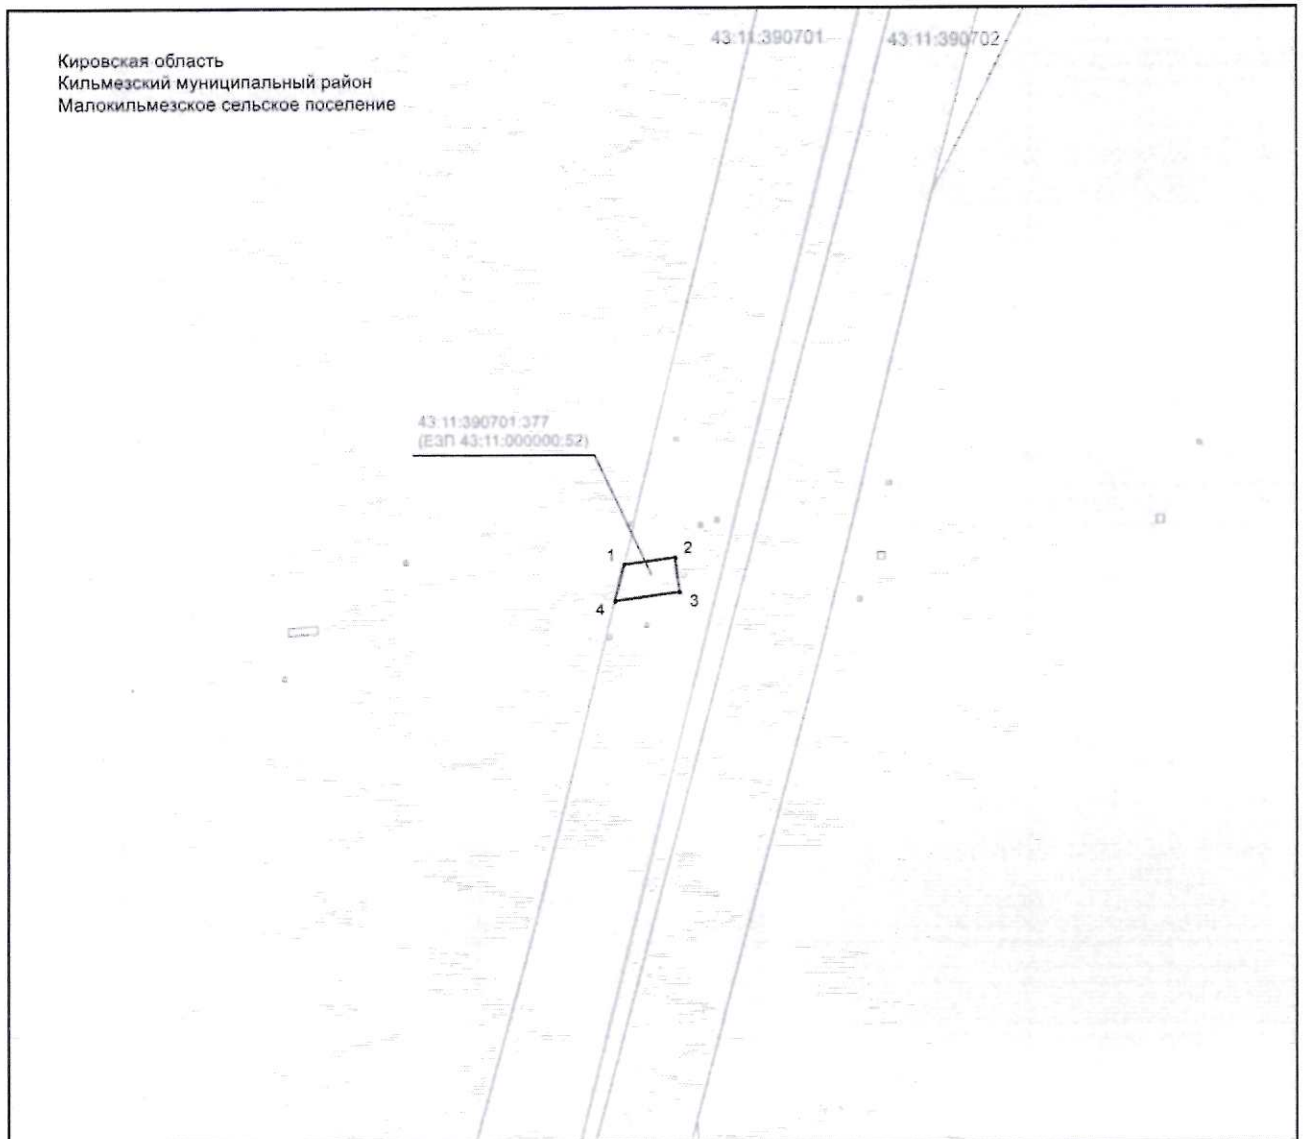 Кировская область
Кильмезский муниципальный район
Малокильмезское сельское поселение
43:11:390701
43:11:390702
43:11:390701:377
(ЕЗП 43:11:000000:52)
1
2
3
4